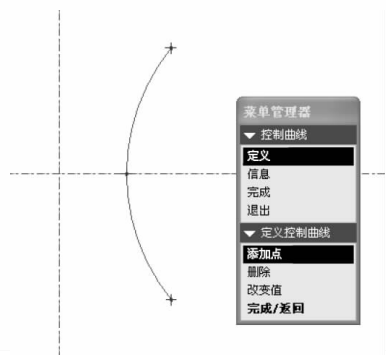 菜单管理器
控制曲线
定义
信息
完成
退出
定义控制曲线
添加点
删除
改变值
完成/返回